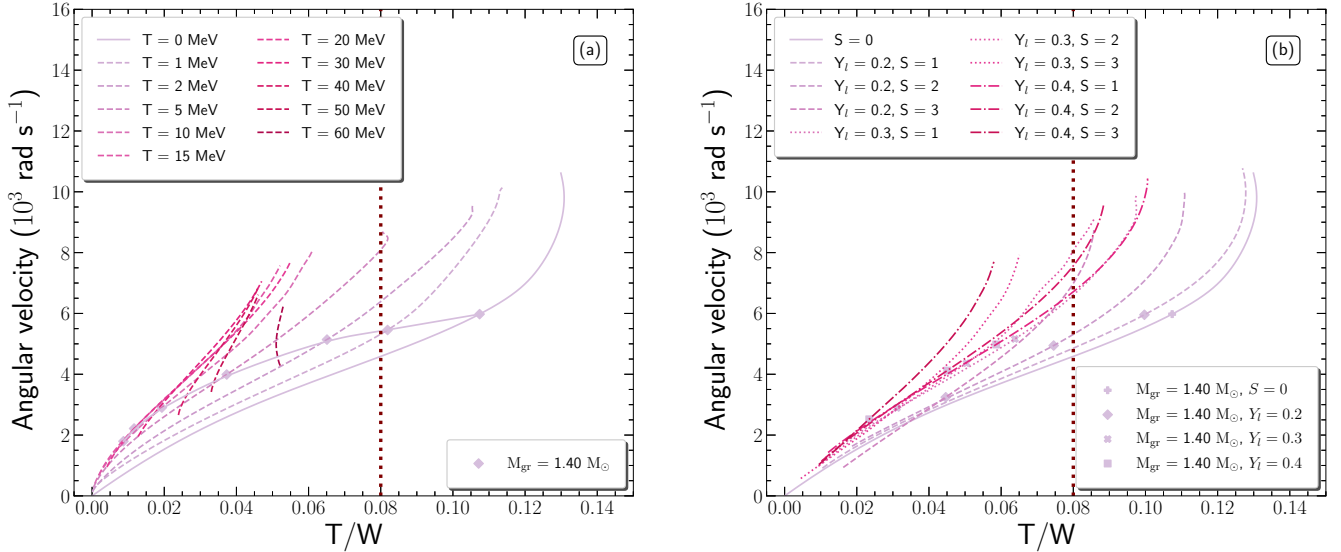 16
14
12
10
8
6
4
2
0
Angular velocity (10³ rad s⁻¹)
T = 0 MeV
T = 1 MeV
T = 2 MeV
T = 5 MeV
T = 10 MeV
T = 15 MeV
T = 20 MeV
T = 30 MeV
T = 40 MeV
T = 50 MeV
T = 60 MeV
(a)
M_gr = 1.40 M_⊙
0.00 0.02 0.04 0.06 0.08 0.10 0.12 0.14
T/W
16
14
12
10
8
6
4
2
0
Angular velocity (10³ rad s⁻¹)
S = 0
Y_l = 0.2, S = 1
Y_l = 0.2, S = 2
Y_l = 0.2, S = 3
Y_l = 0.3, S = 1
Y_l = 0.3, S = 2
Y_l = 0.3, S = 3
Y_l = 0.4, S = 1
Y_l = 0.4, S = 2
Y_l = 0.4, S = 3
(b)
M_gr = 1.40 M_⊙, S = 0
M_gr = 1.40 M_⊙, Y_l = 0.2
M_gr = 1.40 M_⊙, Y_l = 0.3
M_gr = 1.40 M_⊙, Y_l = 0.4
0.00 0.02 0.04 0.06 0.08 0.10 0.12 0.14
T/W